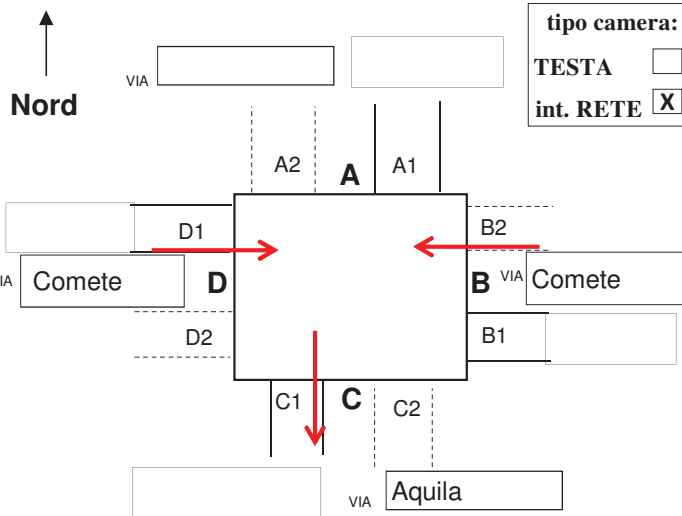 tipo camera:
VIA
TESTA
Nord
int. RETE X
A2 A A1
D1 B2
VIA Comete D B VIA Comete
D2 B1
C1 C C2
VIA Aquila